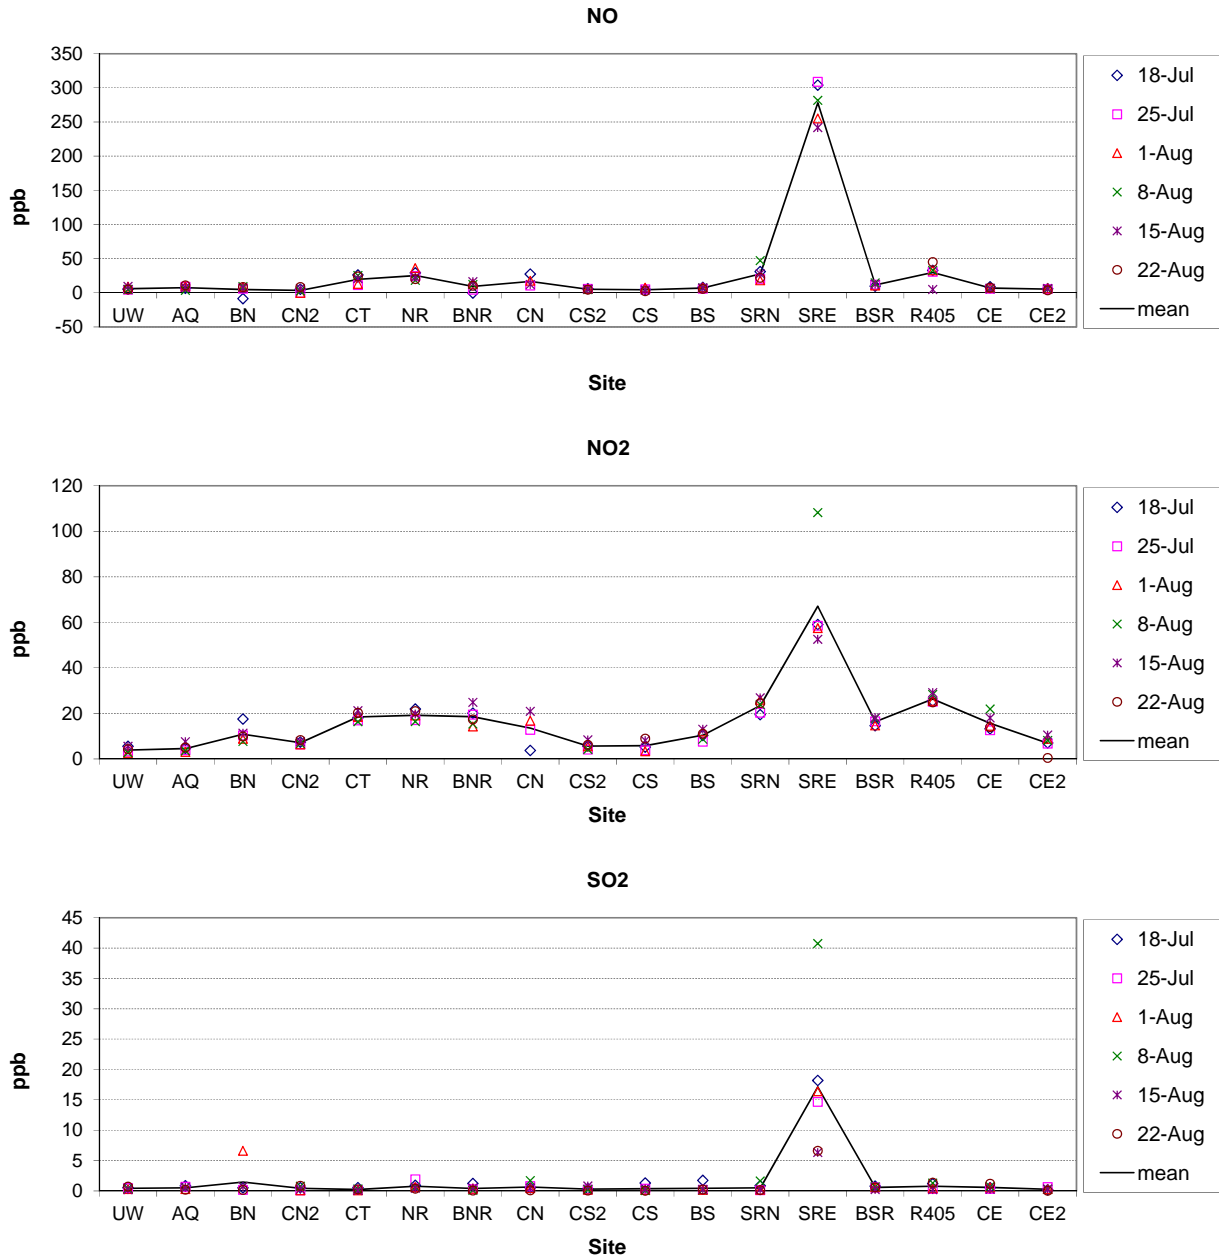 NO
350
300
250
200
150
100
50
0
-50
ppb
UW AQ BN CN2 CT NR BNR CN CS2 CS BS SRN SRE BSR R405 CE CE2
Site
18-Jul
25-Jul
1-Aug
8-Aug
15-Aug
22-Aug
mean
NO2
120
100
80
60
40
20
0
ppb
UW AQ BN CN2 CT NR BNR CN CS2 CS BS SRN SRE BSR R405 CE CE2
Site
18-Jul
25-Jul
1-Aug
8-Aug
15-Aug
22-Aug
mean
SO2
45
40
35
30
25
20
15
10
5
0
ppb
UW AQ BN CN2 CT NR BNR CN CS2 CS BS SRN SRE BSR R405 CE CE2
Site
18-Jul
25-Jul
1-Aug
8-Aug
15-Aug
22-Aug
mean